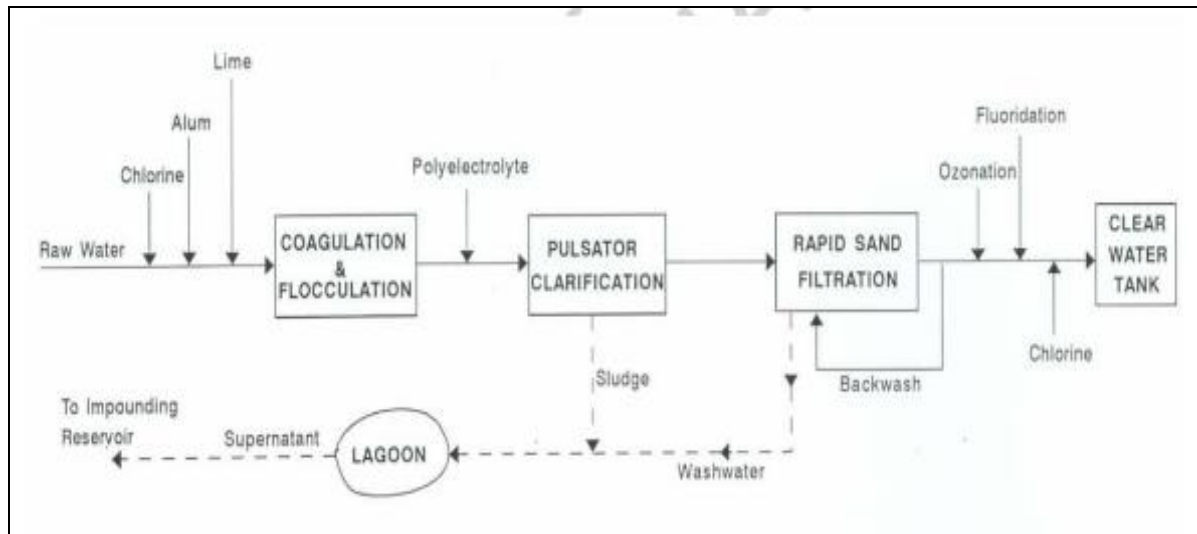 Lime
Alum
Chlorine
Raw Water
COAGULATION
&
FLOCCULATION
Polyelectrolyte
PULSATOR
CLARIFICATION
RAPID SAND
FILTRATION
Fluoridation
Ozonation
CLEAR
WATER
TANK
Chlorine
Backwash
Sludge
Washwater
LAGOON
Supernatant
To Impounding
Reservoir